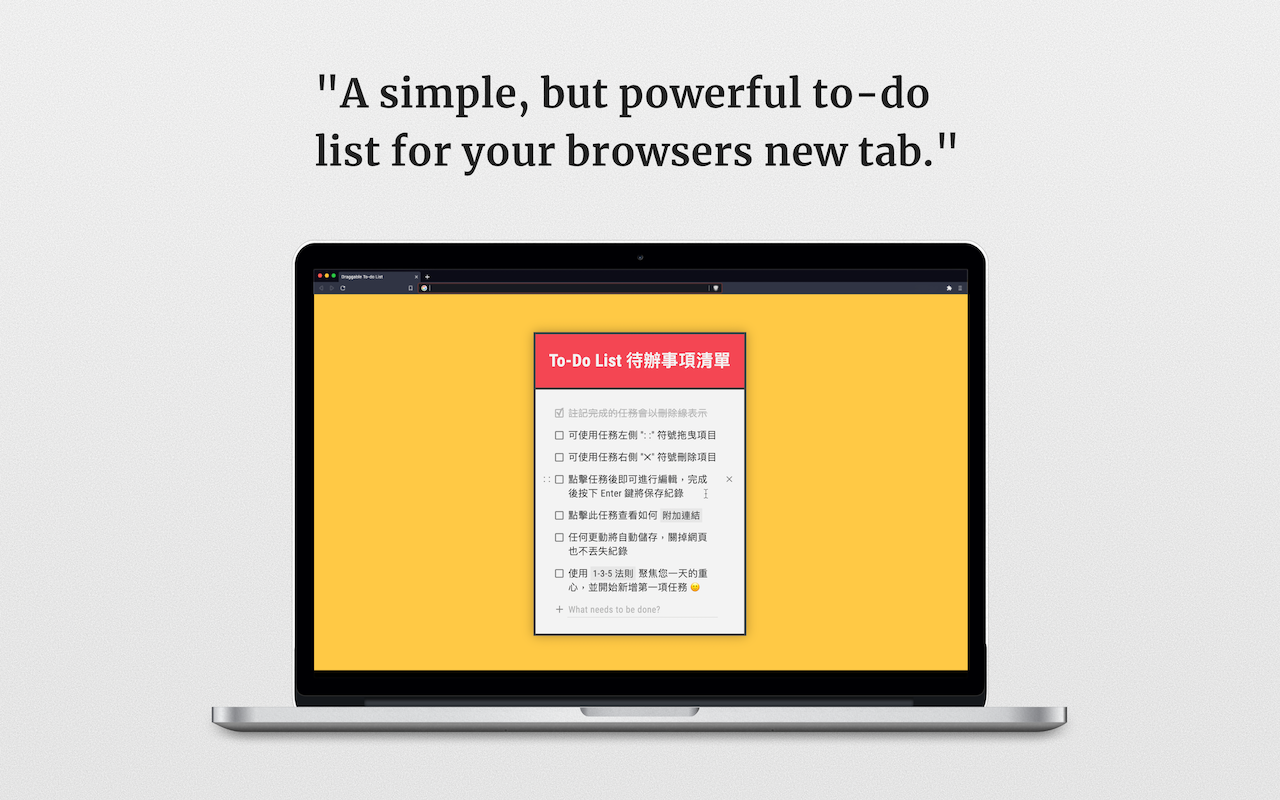 "A simple, but powerful to-do
list for your browsers new tab."
Draggable To-do List
To-Do List 待辦事項清單
註記完成的任務會以刪除線表示
可使用任務左側 ": :" 符號拖曳項目
可使用任務右側 "✕" 符號刪除項目
點擊任務後即可進行編輯，完成
後按下 Enter 鍵將保存紀錄
點擊此任務查看如何 附加連結
任何更動將自動儲存，關掉網頁
也不丟失紀錄
使用 1-3-5 法則 聚焦您一天的重
心，並開始新增第一項任務 😊
What needs to be done?